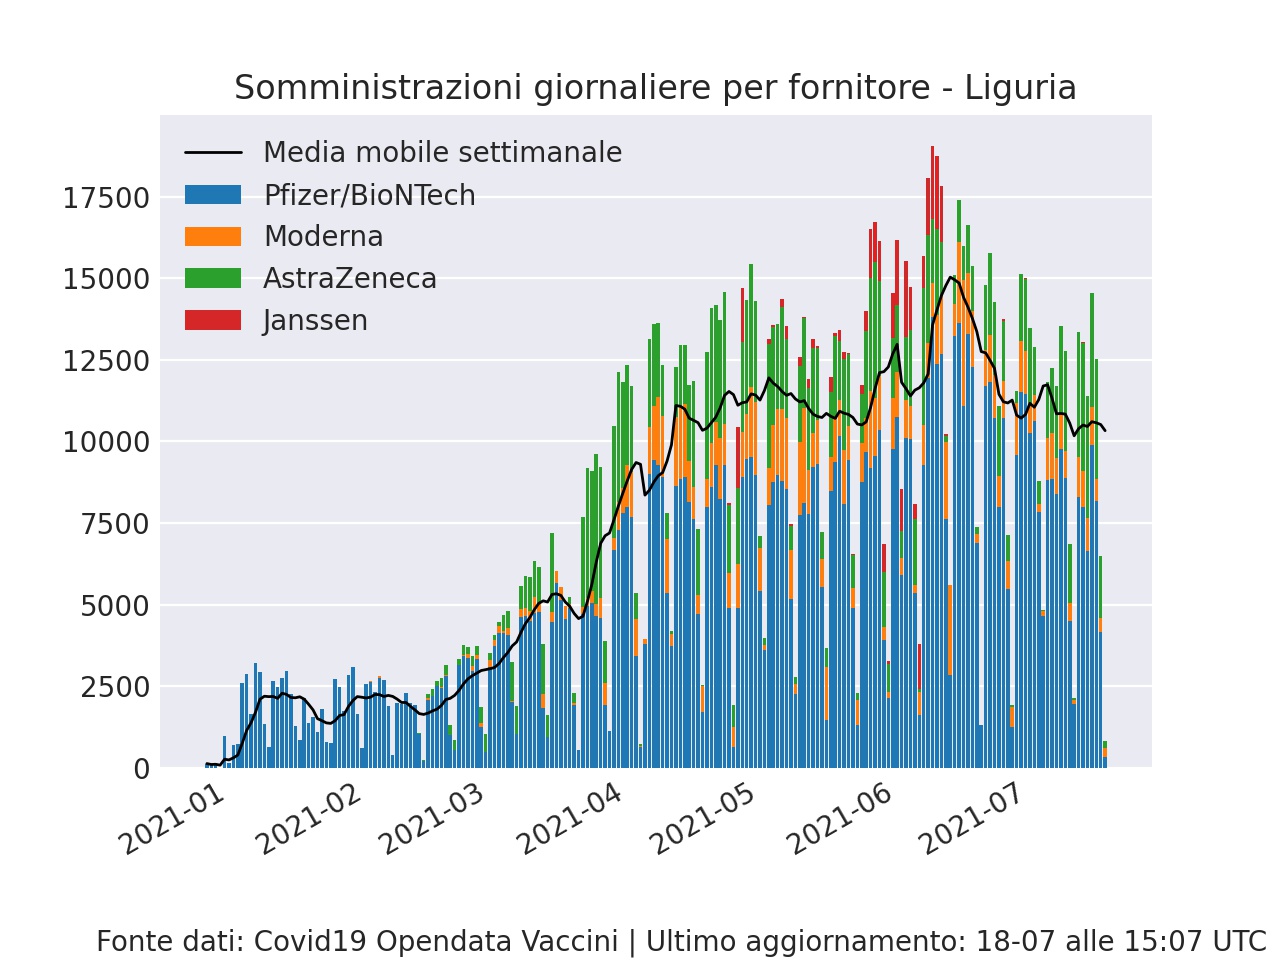 Somministrazioni giornaliere per fornitore - Liguria
Media mobile settimanale
Pfizer/BioNTech
Moderna
AstraZeneca
Janssen
17500
15000
12500
10000
7500
5000
2500
0
2021-01
2021-02
2021-03
2021-04
2021-05
2021-06
2021-07
Fonte dati: Covid19 Opendata Vaccini | Ultimo aggiornamento: 18-07 alle 15:07 UTC